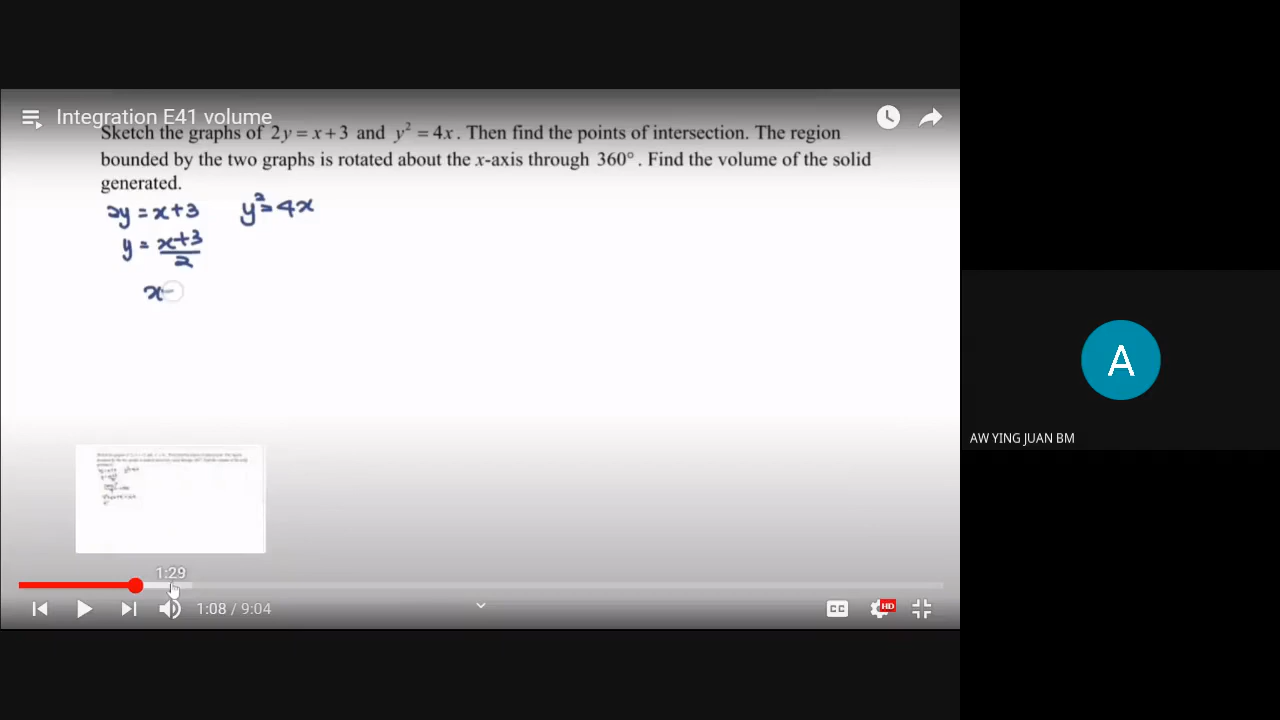 Integration E41 volume
Sketch the graphs of 2y = x + 3 and y² = 4x. Then find the points of intersection. The region
bounded by the two graphs is rotated about the x-axis through 360°. Find the volume of the solid
generated.
2y = x+3 y² = 4x
y = x+3/2
x-
A
AW YING JUAN BM
1:29
1:08 / 9:04
CC
HD